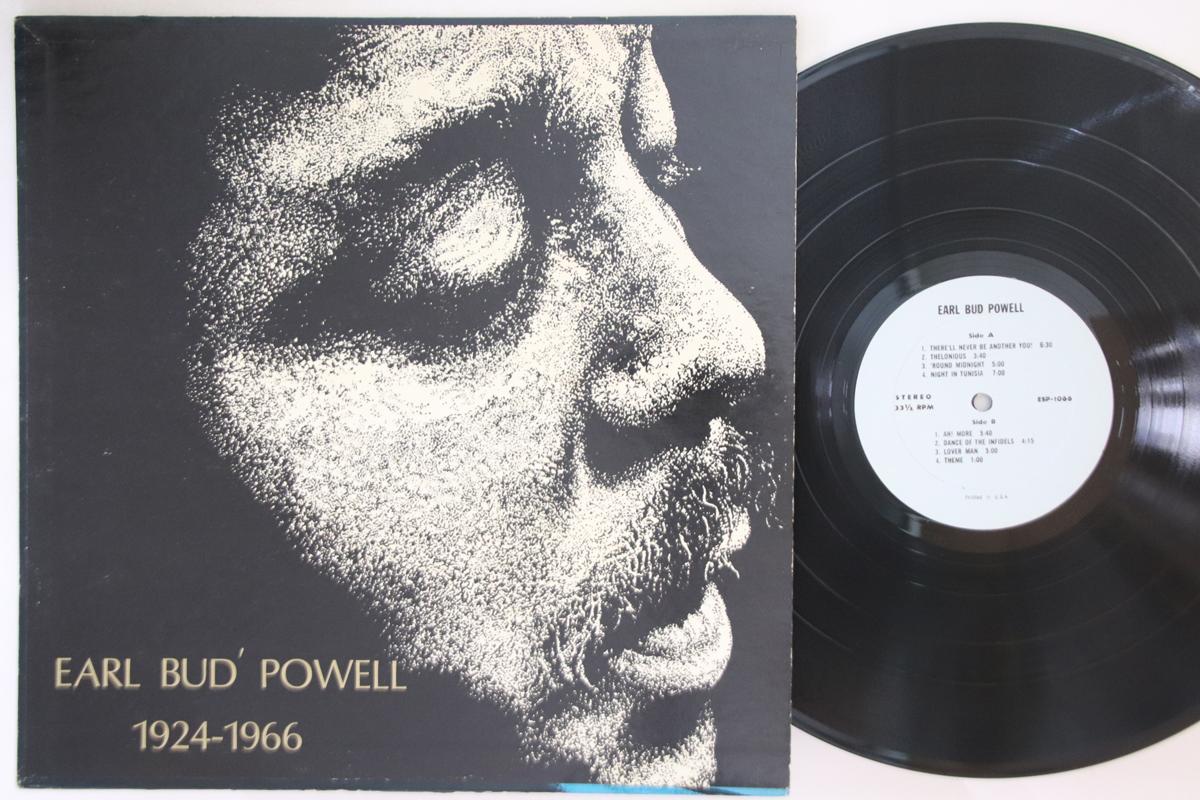 EARL BUD' POWELL
1924-1966
EARL BUD POWELL
Side A
1. THERE'LL NEVER BE ANOTHER YOU! 6:30
2. THELONIOUS 3:40
3. 'ROUND MIDNIGHT 5:00
4. NIGHT IN TUNISIA 7:00
STEREO
33⅓ RPM
ESP-1066
Side B
1. AH! MORE 3:40
2. DANCE OF THE INFIDELS 4:15
3. LOVER MAN 5:00
4. THEME 1:00
Printed in U.S.A.